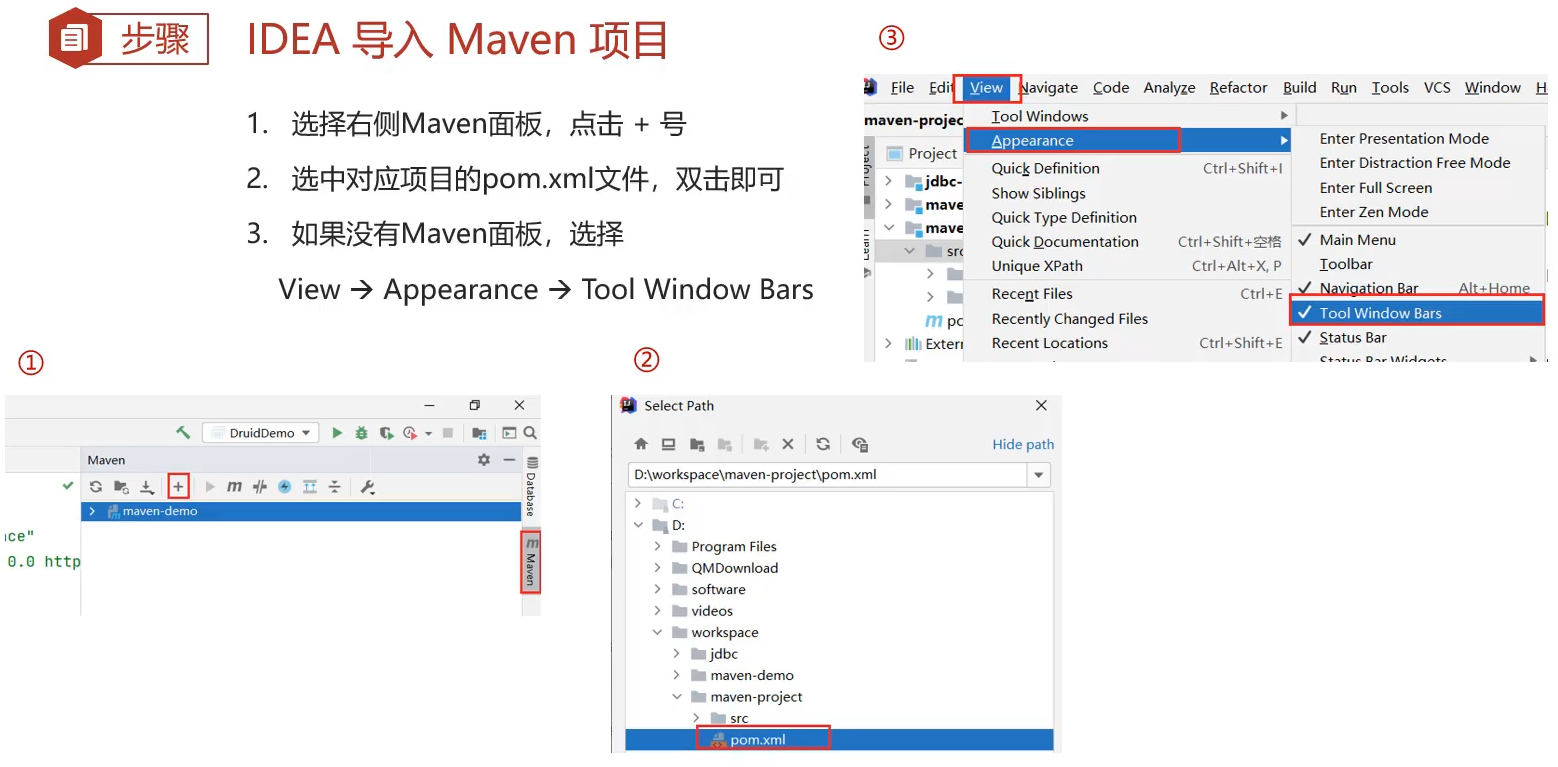 步骤
IDEA 导入 Maven 项目
1. 选择右侧Maven面板，点击 + 号
2. 选中对应项目的pom.xml文件，双击即可
3. 如果没有Maven面板，选择
View → Appearance → Tool Window Bars
①
DruidDemo
Maven
maven-demo
ce"
0.0 http
Database
Maven
②
Select Path
Hide path
D:\workspace\maven-project\pom.xml
C:
D:
Program Files
QMDownload
software
videos
workspace
jdbc
maven-demo
maven-project
src
pom.xml
③
File Edit View Navigate Code Analyze Refactor Build Run Tools VCS Window H
maven-projec
Project
Project
jdbc-
mave
mave
src
po
Extern
Learn
Tool Windows
Appearance
Quick Definition Ctrl+Shift+I
Show Siblings
Quick Type Definition
Quick Documentation Ctrl+Shift+空格
Unique XPath Ctrl+Alt+X, P
Recent Files Ctrl+E
Recently Changed Files
Recent Locations Ctrl+Shift+E
Enter Presentation Mode
Enter Distraction Free Mode
Enter Full Screen
Enter Zen Mode
Main Menu
Toolbar
Navigation Bar Alt+Home
Tool Window Bars
Status Bar
Status Bar Widgets